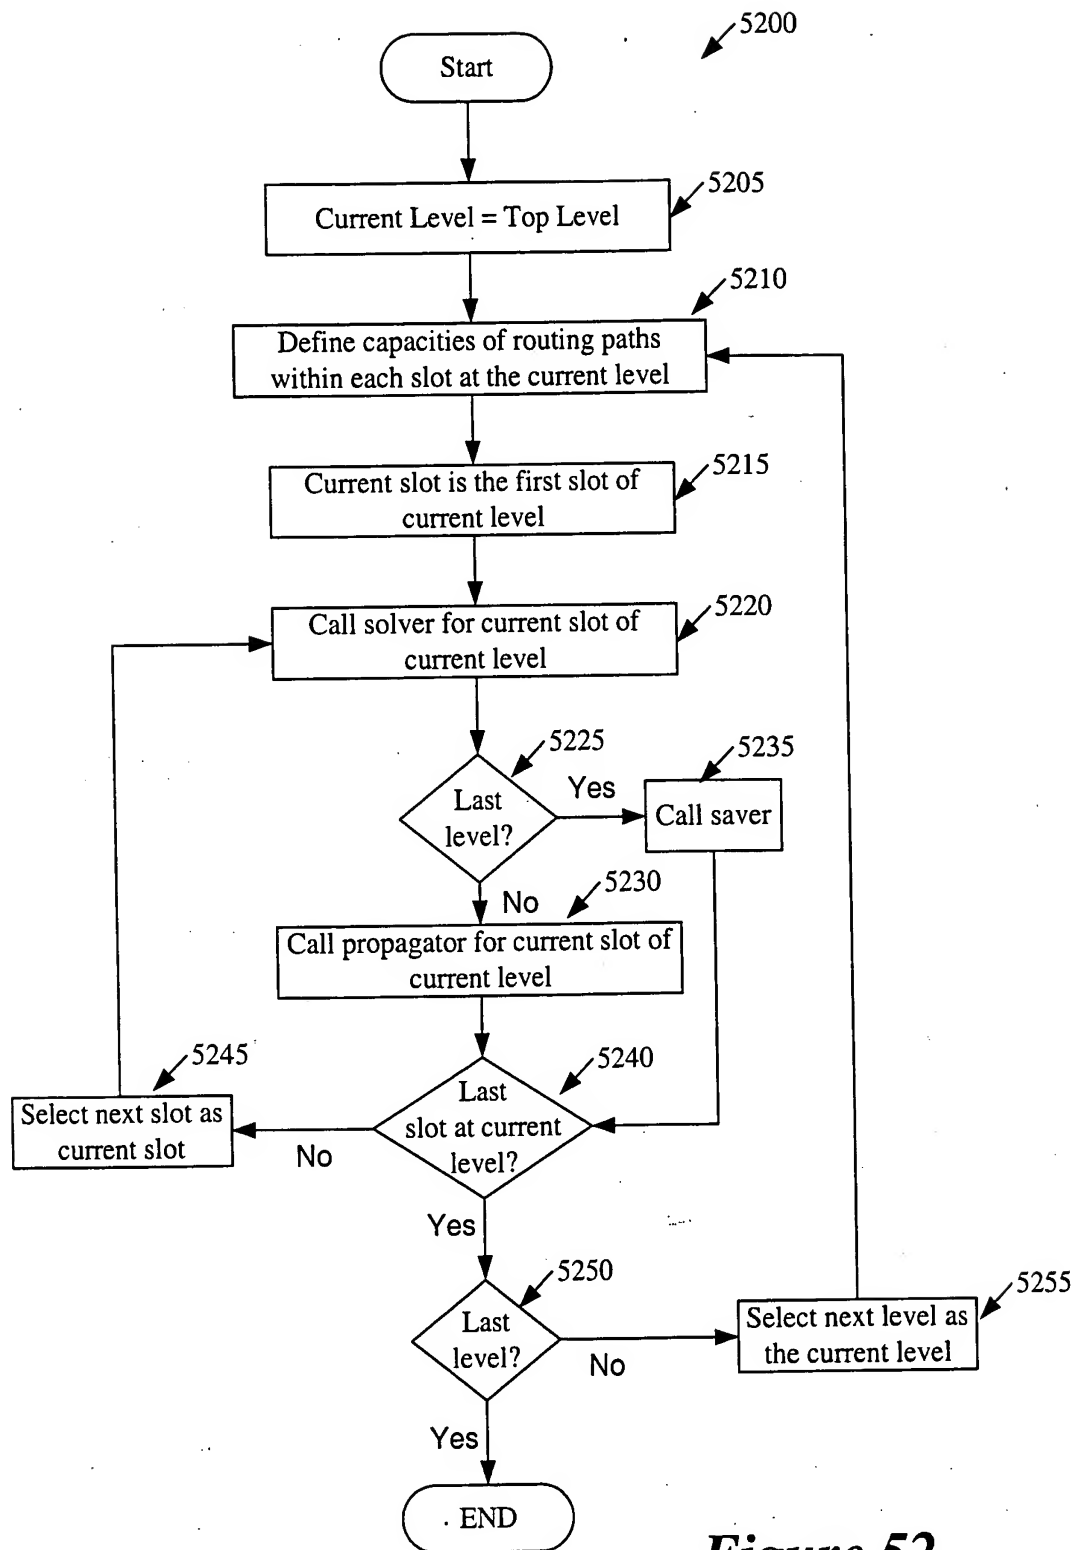 5200
Start
5205
Current Level = Top Level
5210
Define capacities of routing paths
within each slot at the current level
5215
Current slot is the first slot of
current level
5220
Call solver for current slot of
current level
5225
Last
level?
Yes
5235
Call saver
5230
No
Call propagator for current slot of
current level
5245
5240
Select next slot as
current slot
No
Last
slot at current
level?
Yes
5250
Last
level?
No
5255
Select next level as
the current level
Yes
END
Figure 52